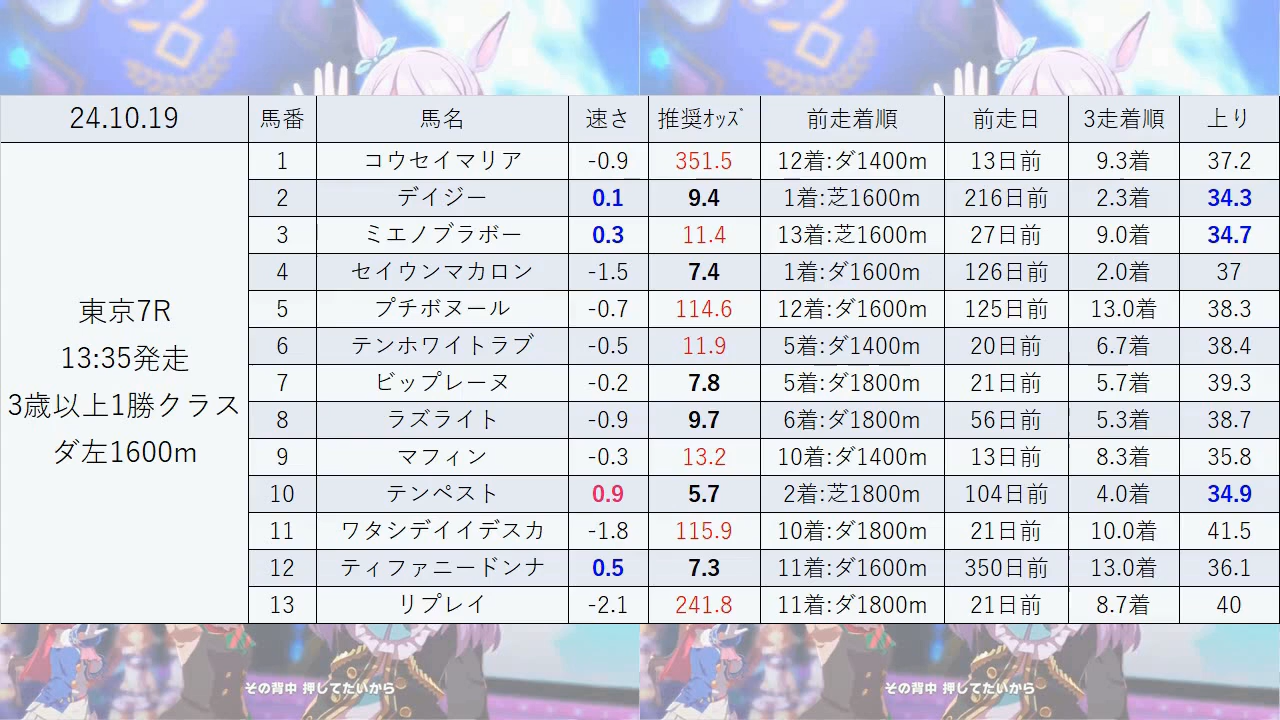 24.10.19 馬番 馬名 速さ 推奨ｵｯｽﾞ 前走着順 前走日 3走着順 上り
東京7R
13:35発走
3歳以上1勝クラス
ダ左1600m
1 コウセイマリア -0.9 351.5 12着:ダ1400m 13日前 9.3着 37.2
2 デイジー 0.1 9.4 1着:芝1600m 216日前 2.3着 34.3
3 ミエノブラボー 0.3 11.4 13着:芝1600m 27日前 9.0着 34.7
4 セイウンマカロン -1.5 7.4 1着:ダ1600m 126日前 2.0着 37
5 プチボヌール -0.7 114.6 12着:ダ1600m 125日前 13.0着 38.3
6 テンホワイトラブ -0.5 11.9 5着:ダ1400m 20日前 6.7着 38.4
7 ビップレーヌ -0.2 7.8 5着:ダ1800m 21日前 5.7着 39.3
8 ラズライト -0.9 9.7 6着:ダ1800m 56日前 5.3着 38.7
9 マフィン -0.3 13.2 10着:ダ1400m 13日前 8.3着 35.8
10 テンペスト 0.9 5.7 2着:芝1800m 104日前 4.0着 34.9
11 ワタシデイイデスカ -1.8 115.9 10着:ダ1800m 21日前 10.0着 41.5
12 ティファニードンナ 0.5 7.3 11着:ダ1600m 350日前 13.0着 36.1
13 リプレイ -2.1 241.8 11着:ダ1800m 21日前 8.7着 40
その背中 押してたいから その背中 押してたいから